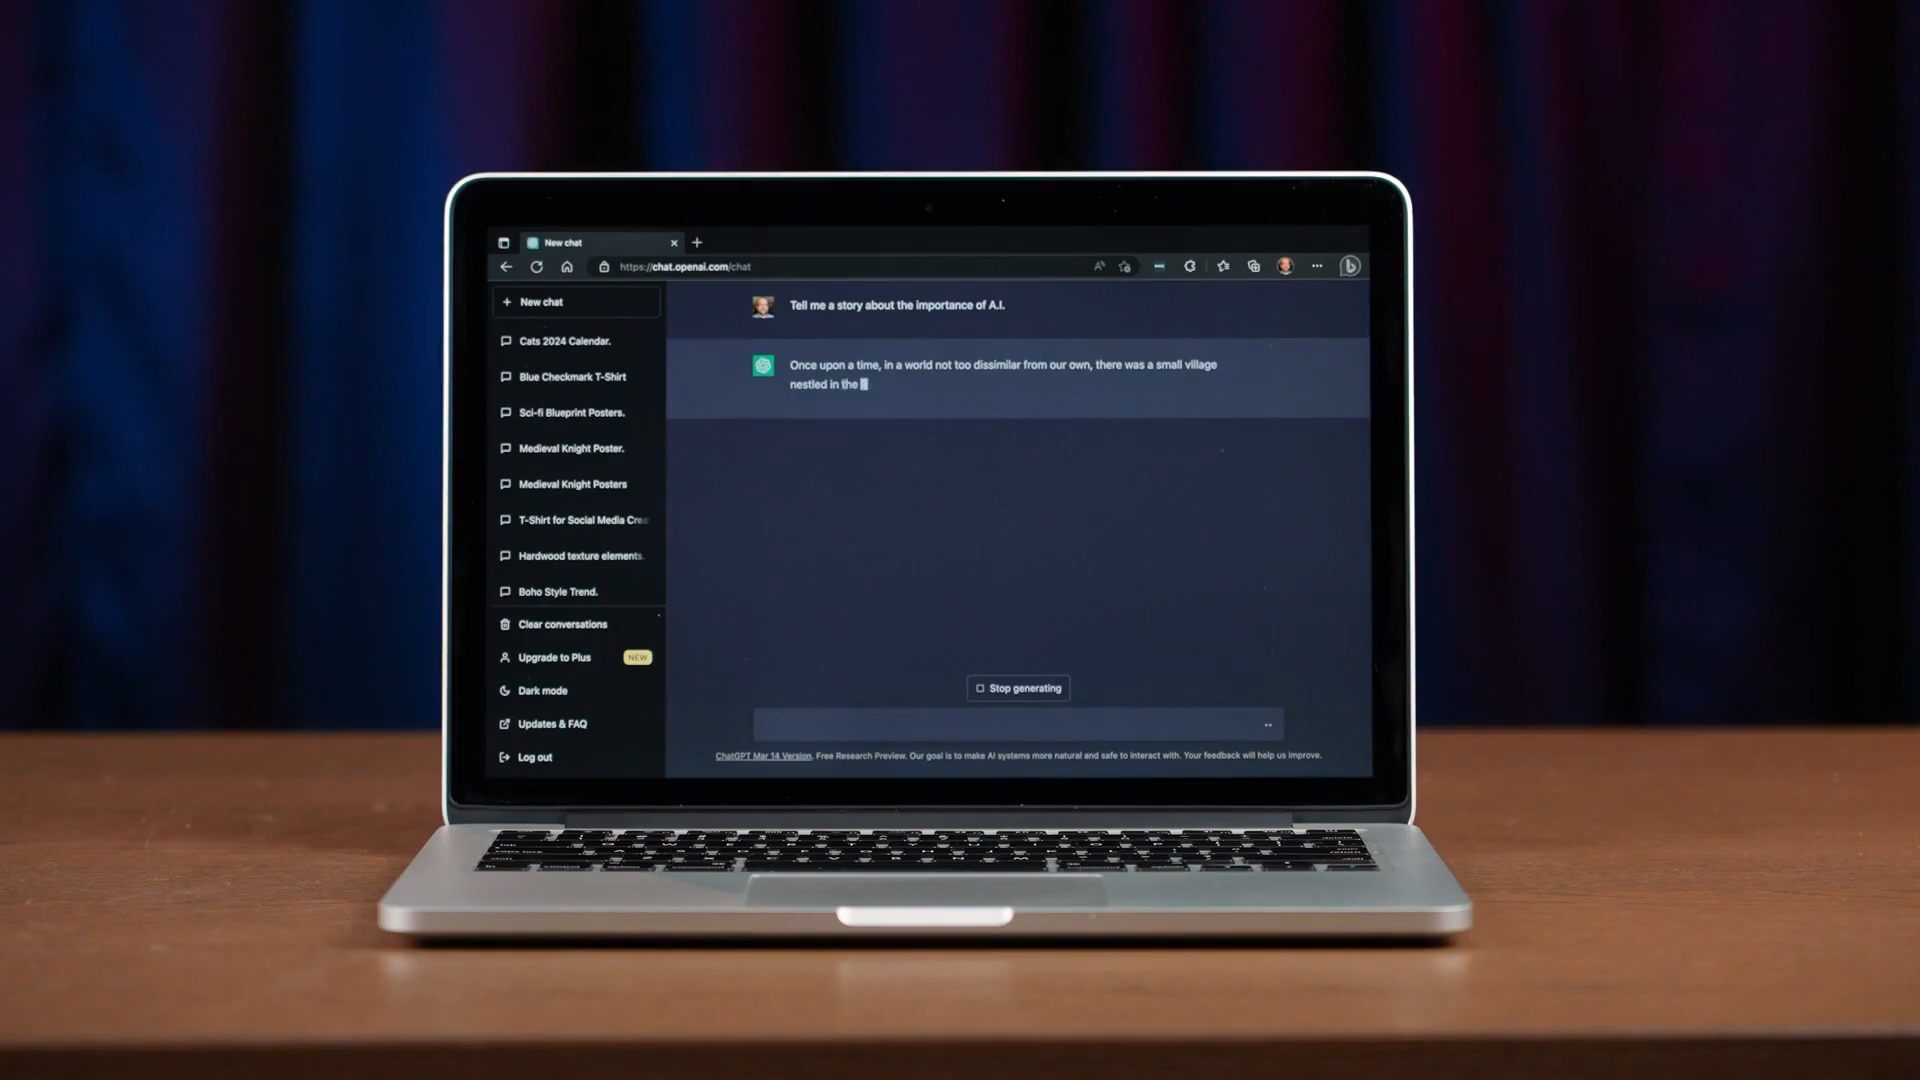 New chat
https://chat.openai.com/chat
New chat
Cats 2024 Calendar.
Blue Checkmark T-Shirt
Sci-fi Blueprint Posters.
Medieval Knight Poster.
Medieval Knight Posters
T-Shirt for Social Media Crea
Hardwood texture elements.
Boho Style Trend.
Clear conversations
Upgrade to Plus NEW
Dark mode
Updates & FAQ
Log out
Tell me a story about the importance of A.I.
Once upon a time, in a world not too dissimilar from our own, there was a small village
nestled in the
Stop generating
ChatGPT Mar 14 Version. Free Research Preview. Our goal is to make AI systems more natural and safe to interact with. Your feedback will help us improve.